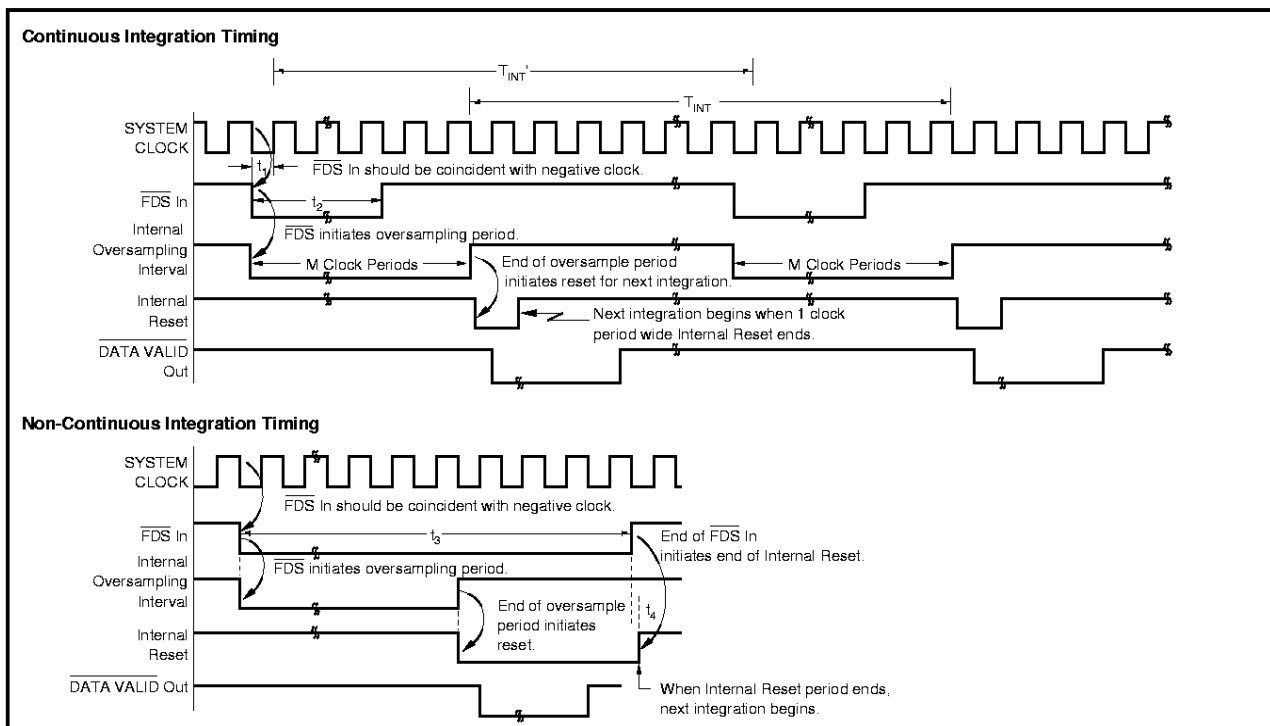 Continuous Integration Timing
TINT'
TINT
SYSTEM
CLOCK
t1
FDS In should be coincident with negative clock.
FDS In
t2
Internal
Oversampling
Interval
FDS initiates oversampling period.
M Clock Periods
End of oversample period
initiates reset for next integration.
M Clock Periods
Internal
Reset
Next integration begins when 1 clock
period wide Internal Reset ends.
DATA VALID
Out
Non-Continuous Integration Timing
SYSTEM
CLOCK
FDS In should be coincident with negative clock.
FDS In
t3
End of FDS In
initiates end of Internal Reset.
Internal
Oversampling
Interval
FDS initiates oversampling period.
End of oversample
period initiates
reset.
t4
Internal
Reset
DATA VALID Out
When Internal Reset period ends,
next integration begins.